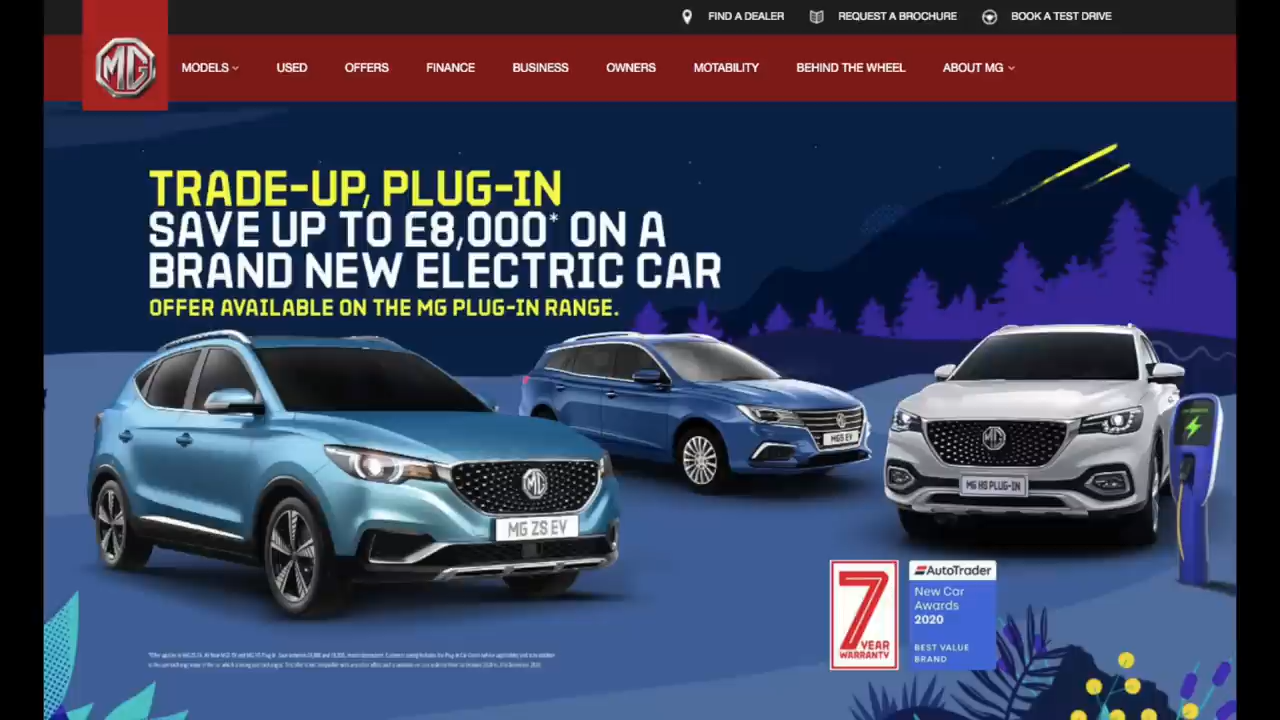 FIND A DEALER REQUEST A BROCHURE BOOK A TEST DRIVE
MG
MODELS USED OFFERS FINANCE BUSINESS OWNERS MOTABILITY BEHIND THE WHEEL ABOUT MG
TRADE-UP, PLUG-IN
SAVE UP TO £8,000* ON A
BRAND NEW ELECTRIC CAR
OFFER AVAILABLE ON THE MG PLUG-IN RANGE.
MG5 EV
MG
MG HS PLUG-IN
MG
MG ZS EV
7
YEAR
WARRANTY
AutoTrader
New Car
Awards
2020
BEST VALUE
BRAND